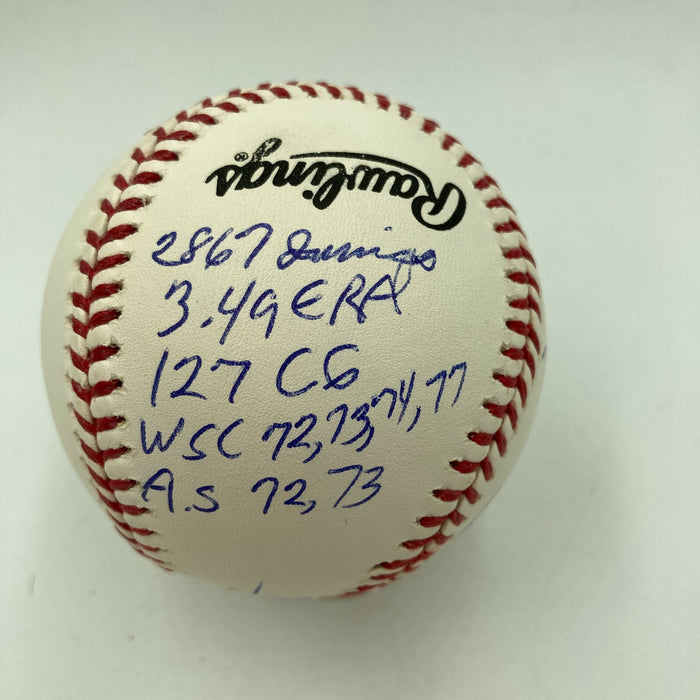 Rawlings®
2867 Innings
3.49 ERA
127 CG
WSC 72, 73, 74, 77
A.S 72, 73